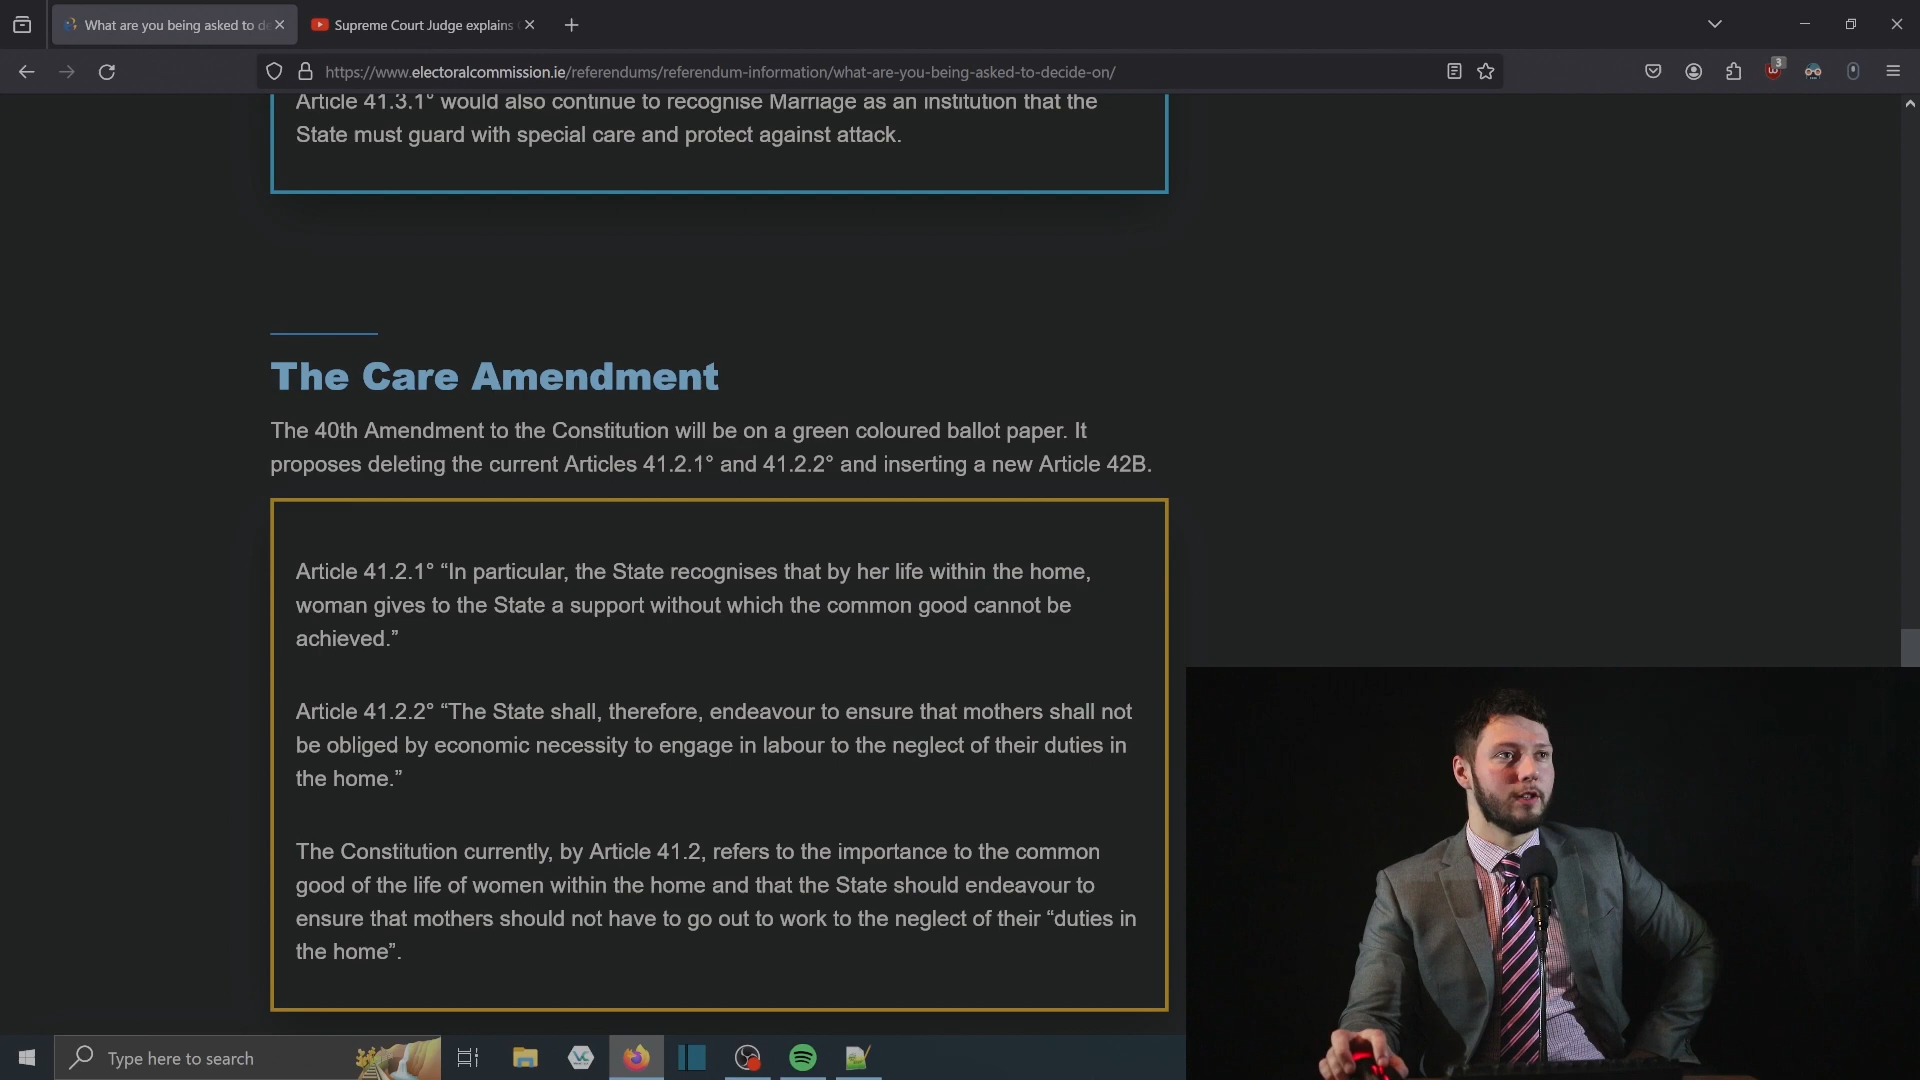 What are you being asked to de
Supreme Court Judge explains
https://www.electoralcommission.ie/referendums/referendum-information/what-are-you-being-asked-to-decide-on/
3
Article 41.3.1° would also continue to recognise Marriage as an institution that the
State must guard with special care and protect against attack.
The Care Amendment
The 40th Amendment to the Constitution will be on a green coloured ballot paper. It
proposes deleting the current Articles 41.2.1° and 41.2.2° and inserting a new Article 42B.
Article 41.2.1° “In particular, the State recognises that by her life within the home,
woman gives to the State a support without which the common good cannot be
achieved.”
Article 41.2.2° “The State shall, therefore, endeavour to ensure that mothers shall not
be obliged by economic necessity to engage in labour to the neglect of their duties in
the home.”
The Constitution currently, by Article 41.2, refers to the importance to the common
good of the life of women within the home and that the State should endeavour to
ensure that mothers should not have to go out to work to the neglect of their “duties in
the home”.
Type here to search